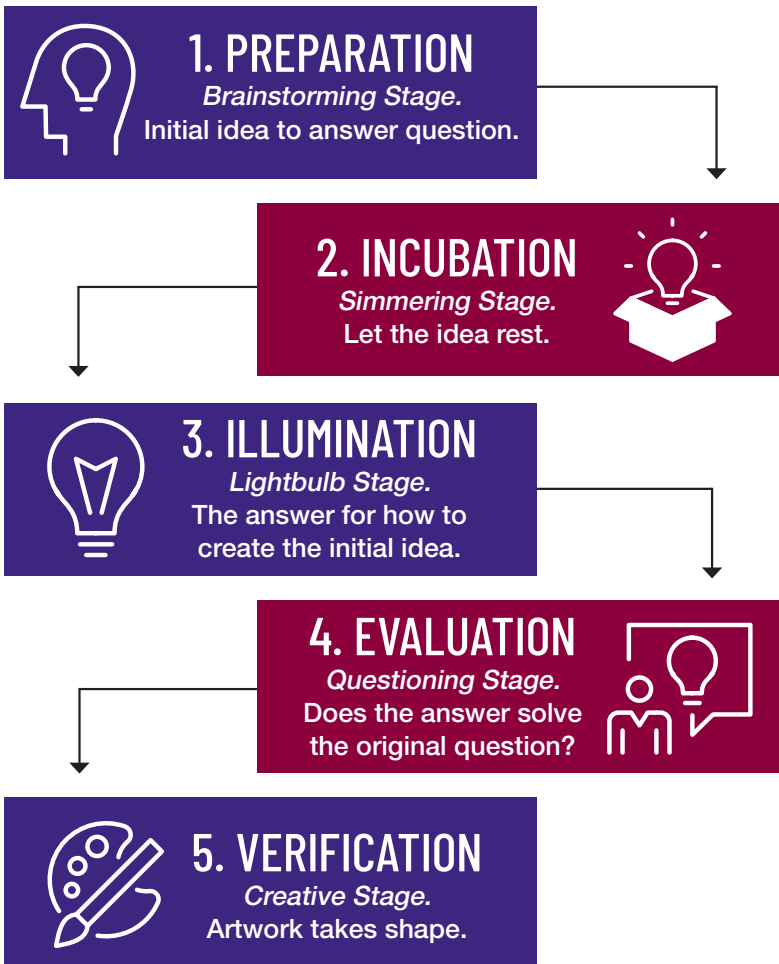 1. PREPARATION
Brainstorming Stage.
Initial idea to answer question.
2. INCUBATION
Simmering Stage.
Let the idea rest.
3. ILLUMINATION
Lightbulb Stage.
The answer for how to
create the initial idea.
4. EVALUATION
Questioning Stage.
Does the answer solve
the original question?
5. VERIFICATION
Creative Stage.
Artwork takes shape.